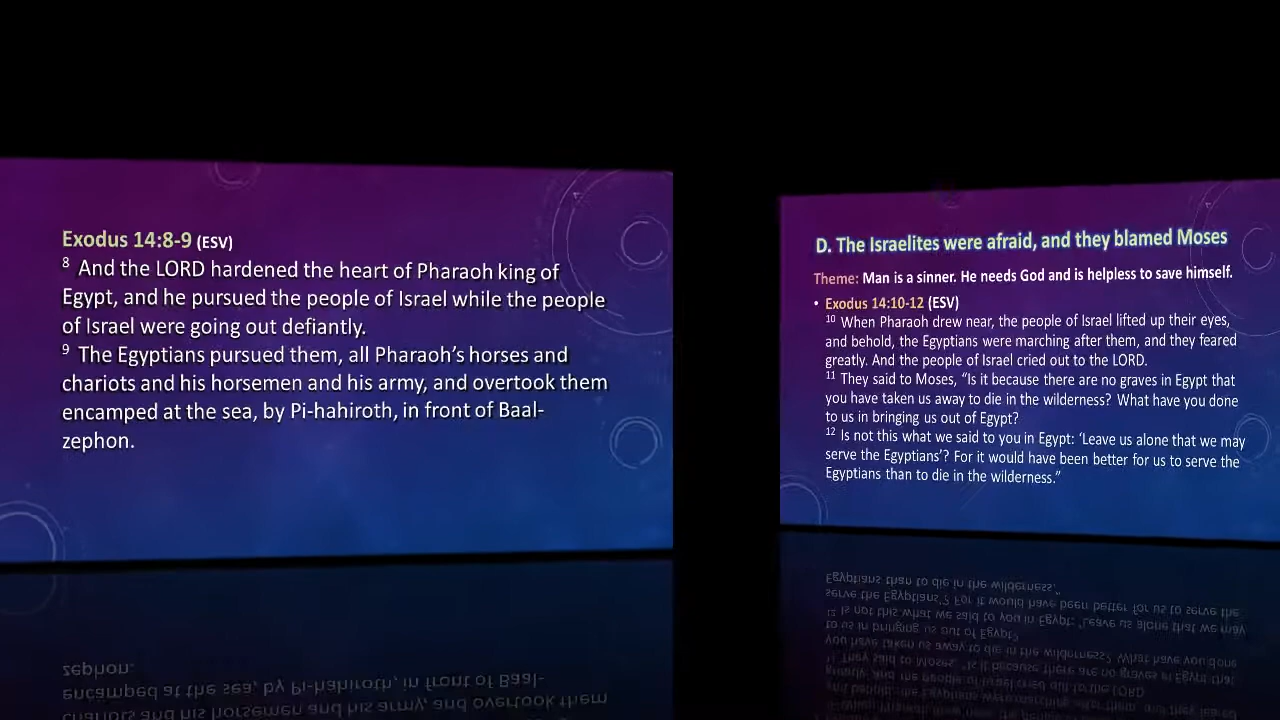 Exodus 14:8-9 (ESV)
8 And the LORD hardened the heart of Pharaoh king of
Egypt, and he pursued the people of Israel while the people
of Israel were going out defiantly.
9 The Egyptians pursued them, all Pharaoh’s horses and
chariots and his horsemen and his army, and overtook them
encamped at the sea, by Pi-hahiroth, in front of Baal-
zephon.
D. The Israelites were afraid, and they blamed Moses
Theme: Man is a sinner. He needs God and is helpless to save himself.
• Exodus 14:10-12 (ESV)
10 When Pharaoh drew near, the people of Israel lifted up their eyes,
and behold, the Egyptians were marching after them, and they feared
greatly. And the people of Israel cried out to the LORD.
11 They said to Moses, “Is it because there are no graves in Egypt that
you have taken us away to die in the wilderness? What have you done
to us in bringing us out of Egypt?
12 Is not this what we said to you in Egypt: ‘Leave us alone that we may
serve the Egyptians’? For it would have been better for us to serve the
Egyptians than to die in the wilderness.”